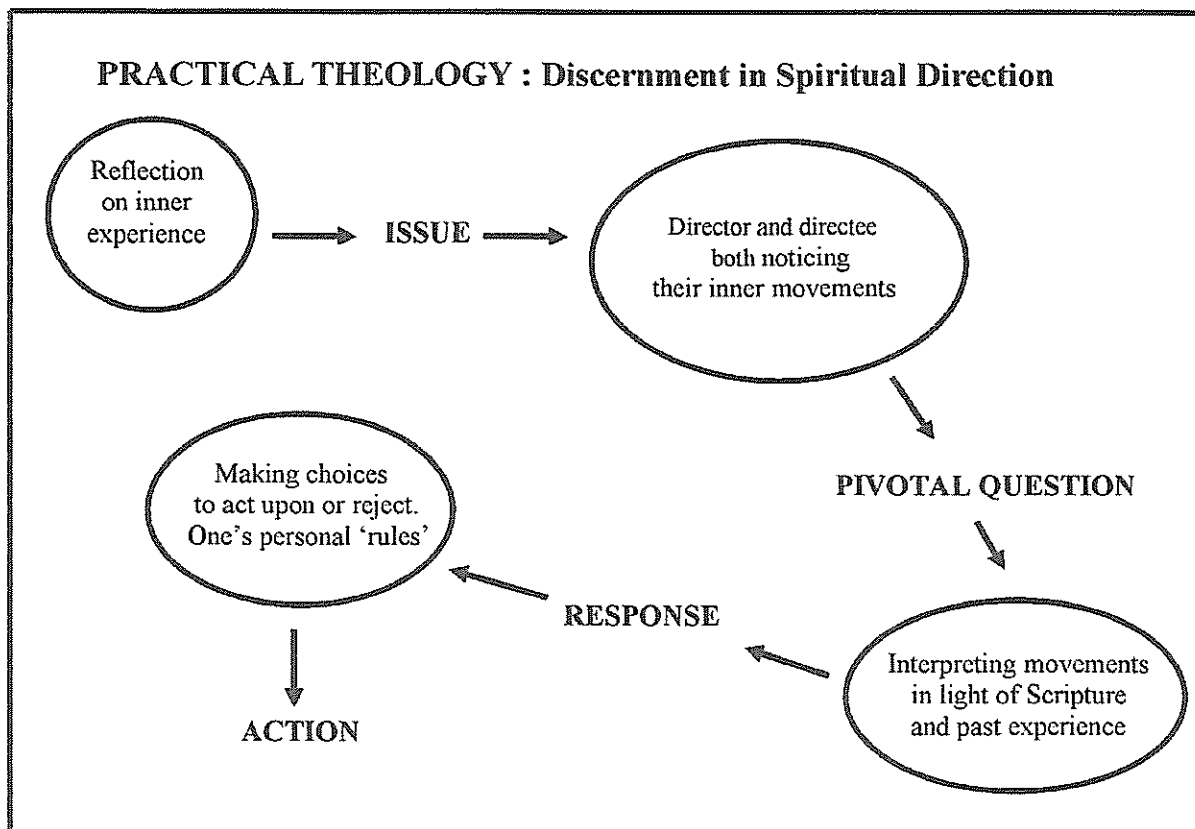 PRACTICAL THEOLOGY : Discernment in Spiritual Direction
Reflection
on inner
experience
ISSUE
Director and directee
both noticing
their inner movements
PIVOTAL QUESTION
Interpreting movements
in light of Scripture
and past experience
RESPONSE
Making choices
to act upon or reject.
One's personal ‘rules’
ACTION